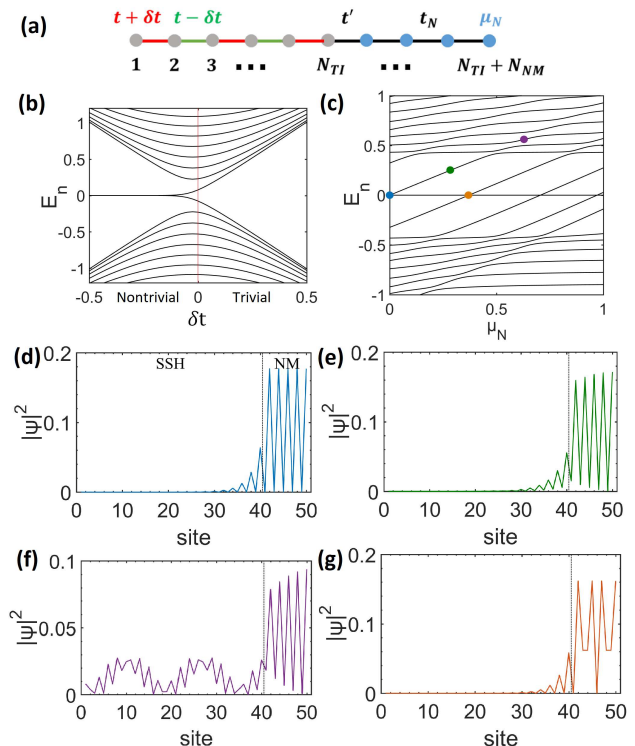 (a)
t + δt t − δt t′ t_N μ_N
1 2 3 ... N_TI ... N_TI + N_NM
(b)
E_n
1
0.5
0
-0.5
-1
Nontrivial Trivial
-0.5 0 0.5
δt
(c)
E_n
1
0.5
0
-0.5
-1
0 0.5 1
μ_N
(d)
|ψ|²
0.2
0.1
0
SSH NM
0 10 20 30 40 50
site
(e)
|ψ|²
0.2
0.1
0
0 10 20 30 40 50
site
(f)
|ψ|²
0.1
0.05
0
0 10 20 30 40 50
site
(g)
|ψ|²
0.2
0.1
0
0 10 20 30 40 50
site